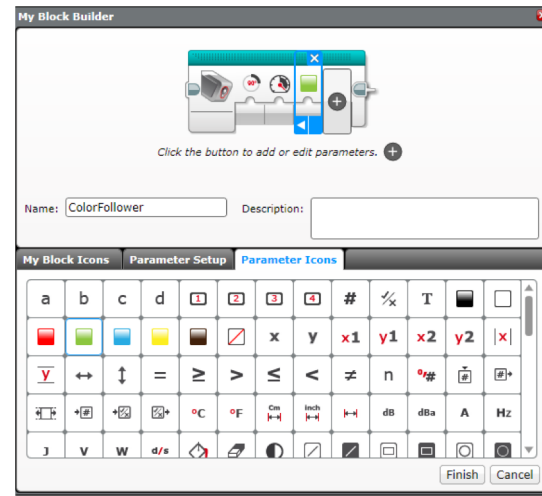 My Block Builder
90°
Click the button to add or edit parameters.
Name: ColorFollower Description:
My Block Icons Parameter Setup Parameter Icons
a b c d 1 2 3 4 # T
x y x1 y1 x2 y2 |x|
y = ≥ > ≤ < ≠ n °/# # #
# °C °F Cm Inch dB dBa A Hz
J V W d/s
Finish Cancel